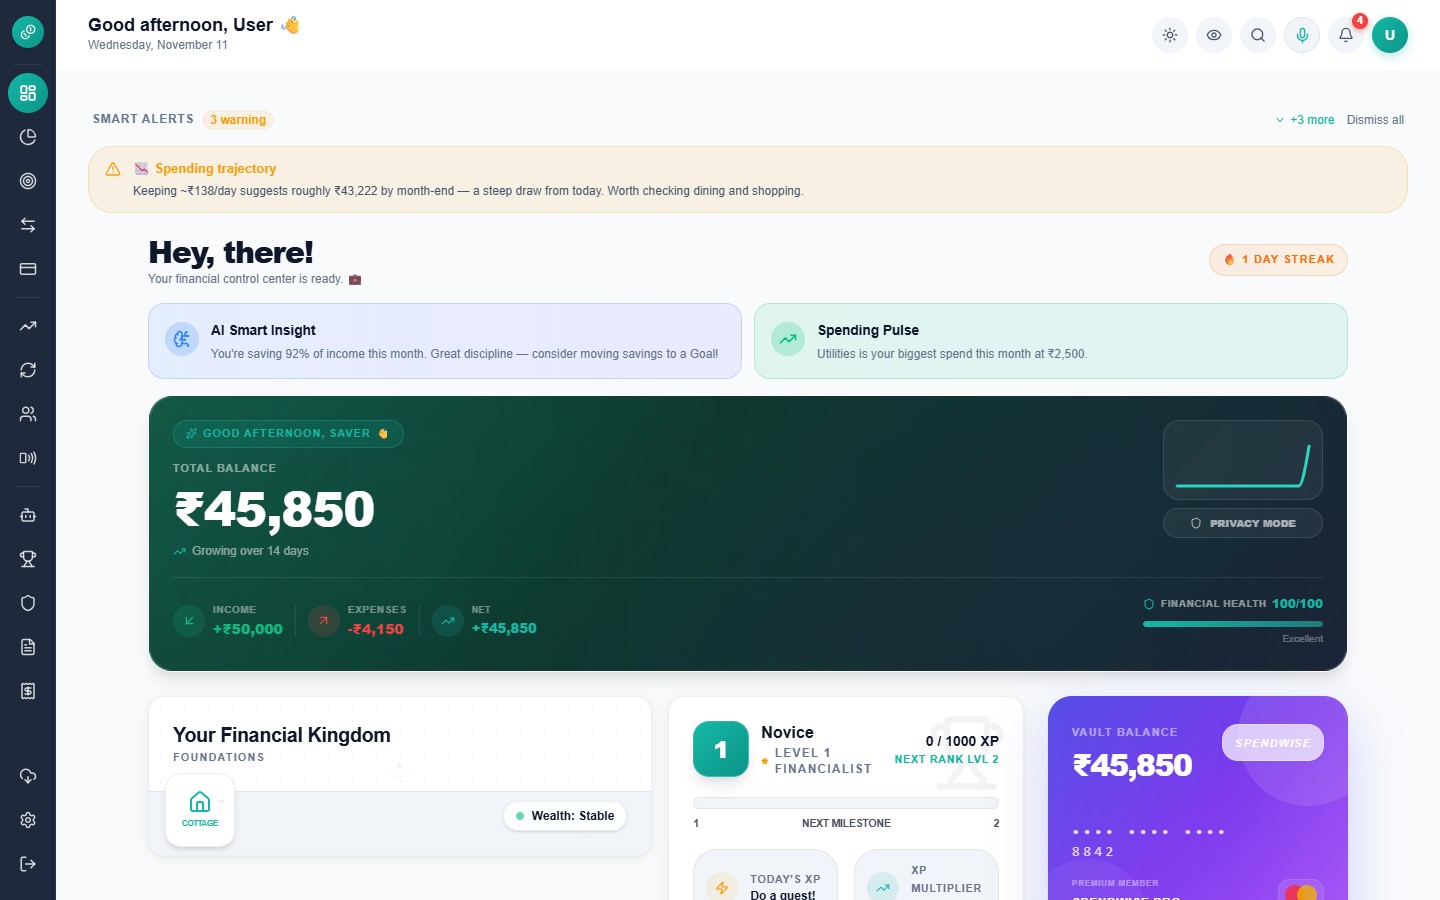 Good afternoon, User 👋
Wednesday, November 11
4
U
SMART ALERTS 3 warning
+3 more Dismiss all
Spending trajectory
Keeping ~₹138/day suggests roughly ₹43,222 by month-end — a steep draw from today. Worth checking dining and shopping.
Hey, there!
Your financial control center is ready. 💼
🔥 1 DAY STREAK
AI Smart Insight
You're saving 92% of income this month. Great discipline — consider moving savings to a Goal!
Spending Pulse
Utilities is your biggest spend this month at ₹2,500.
GOOD AFTERNOON, SAVER 👋
TOTAL BALANCE
₹45,850
Growing over 14 days
PRIVACY MODE
INCOME
+₹50,000
EXPENSES
-₹4,150
NET
+₹45,850
FINANCIAL HEALTH 100/100
Excellent
Your Financial Kingdom
FOUNDATIONS
COTTAGE
Wealth: Stable
1
Novice
LEVEL 1
FINANCIALIST
0 / 1000 XP
NEXT RANK LVL 2
1 NEXT MILESTONE 2
TODAY'S XP
Do a quest!
XP
MULTIPLIER
VAULT BALANCE
₹45,850
SPENDWISE
•••• •••• ••••
8842
PREMIUM MEMBER